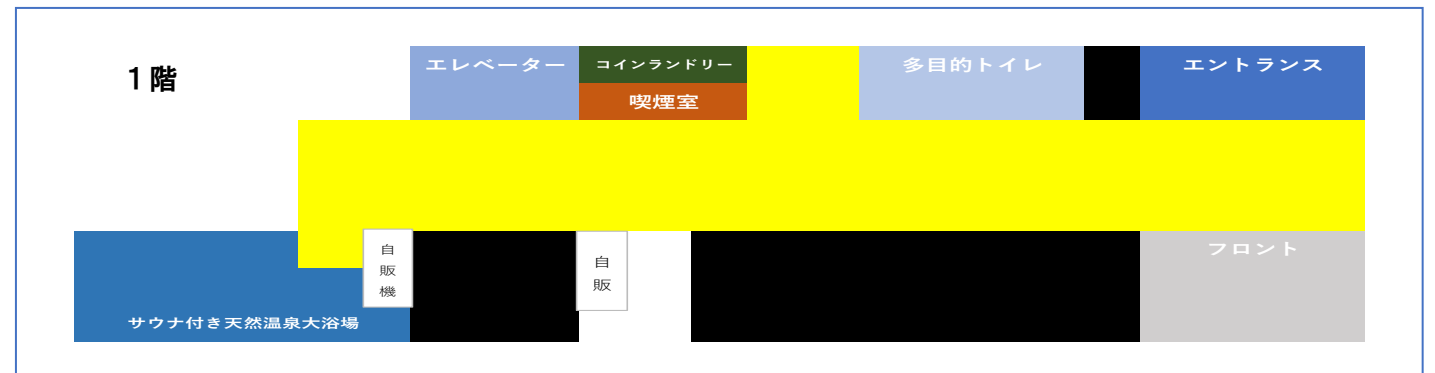 1階
エレベーター
コインランドリー
喫煙室
多目的トイレ
エントランス
自
販
機
自
販
フロント
サウナ付き天然温泉大浴場